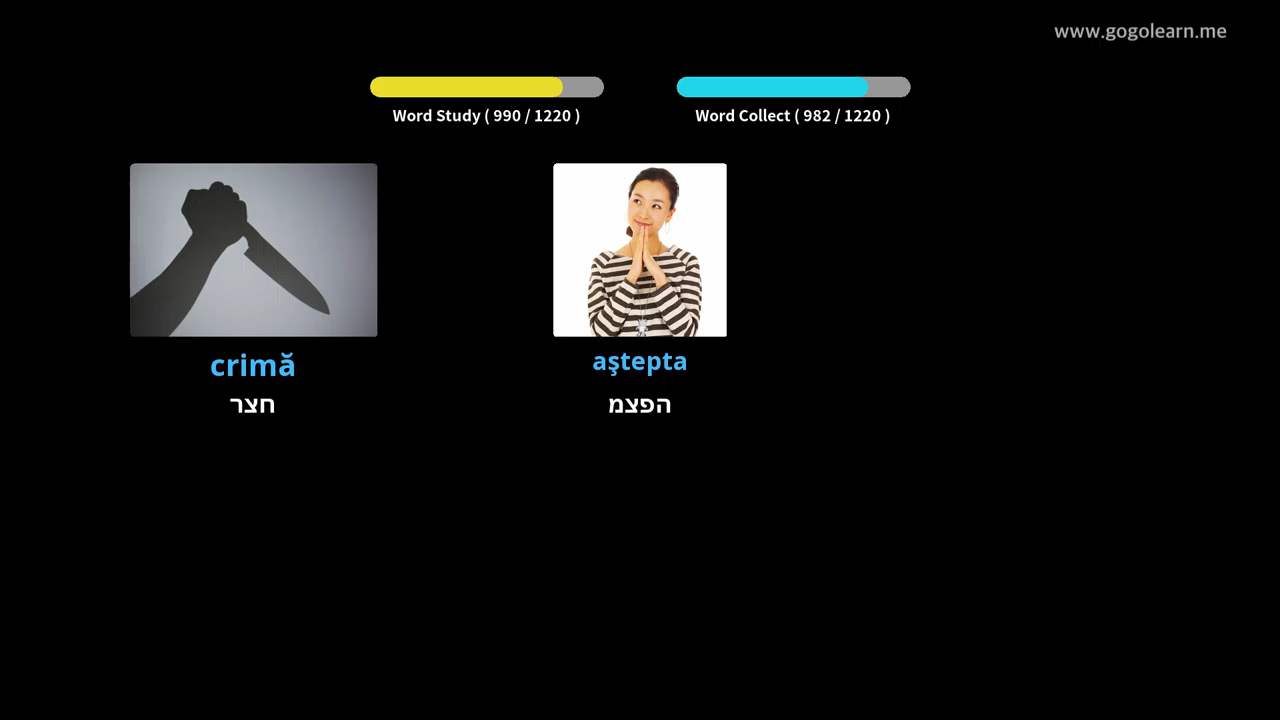 www.gogolearn.me
Word Study ( 990 / 1220 )
Word Collect ( 982 / 1220 )
crimă
חצר
aştepta
הפצמ